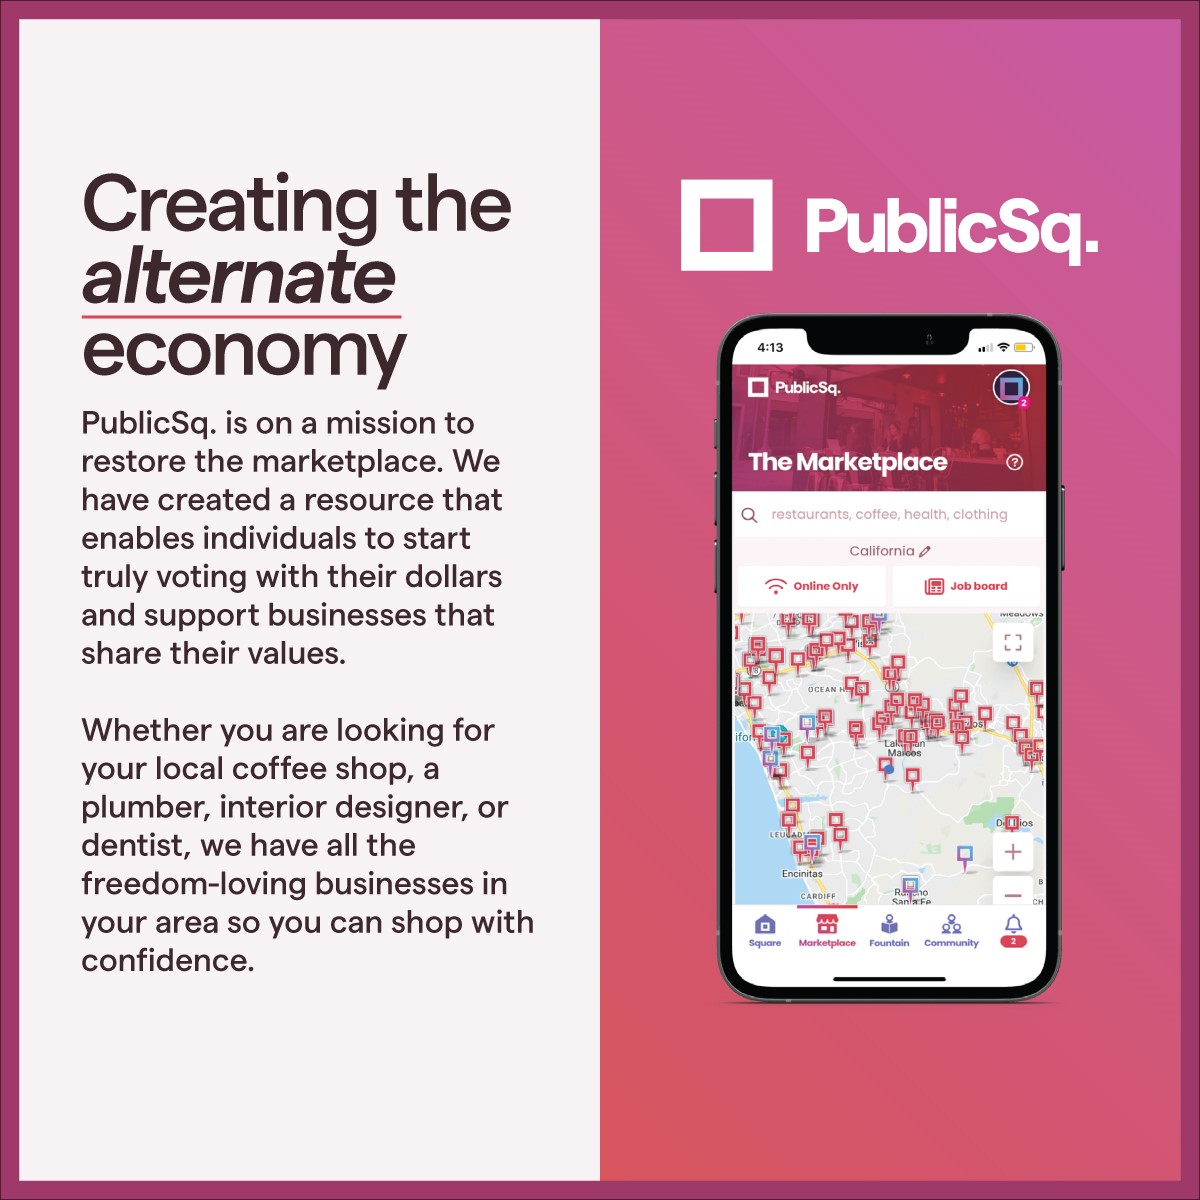 Creating the
alternate
economy
PublicSq. is on a mission to
restore the marketplace. We
have created a resource that
enables individuals to start
truly voting with their dollars
and support businesses that
share their values.
Whether you are looking for
your local coffee shop, a
plumber, interior designer, or
dentist, we have all the
freedom-loving businesses in
your area so you can shop with
confidence.
PublicSq.
4:13
PublicSq.
2
The Marketplace
restaurants, coffee, health, clothing
California
Online Only
Job board
OCEAN
Marcos
Encinitas
CARDIFF
Santa Fe
Square
Marketplace
Fountain
Community
2